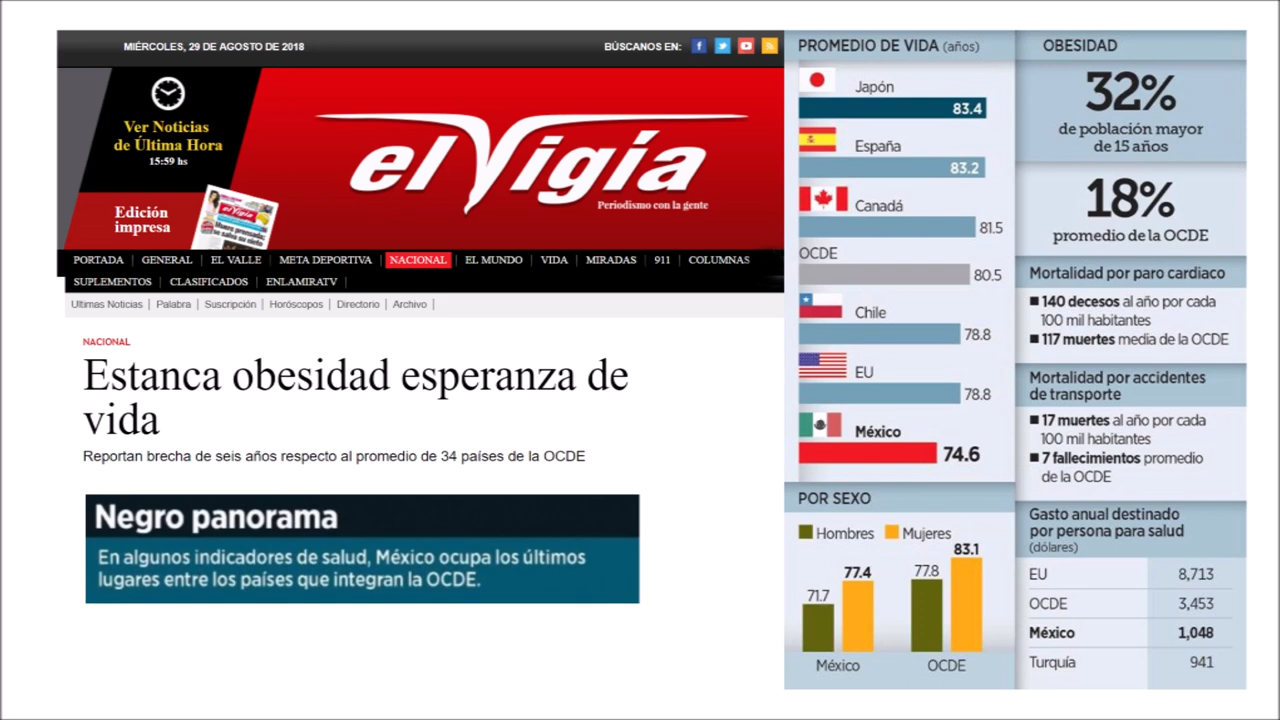 MIÉRCOLES, 29 DE AGOSTO DE 2018
BÚSCANOS EN:
Ver Noticias
de Última Hora
15:59 hs
Edición
impresa
el Vigía
el Vigía
Periodismo con la gente
PORTADA | GENERAL | EL VALLE | META DEPORTIVA | NACIONAL | EL MUNDO | VIDA | MIRADAS | 911 | COLUMNAS
SUPLEMENTOS | CLASIFICADOS | ENLAMIRATV |
Ultimas Noticias | Palabra | Suscripción | Horóscopos | Directorio | Archivo |
NACIONAL
Estanca obesidad esperanza de
vida
Reportan brecha de seis años respecto al promedio de 34 países de la OCDE
Negro panorama
En algunos indicadores de salud, México ocupa los últimos
lugares entre los países que integran la OCDE.
PROMEDIO DE VIDA (años)
Japón
83.4
España
83.2
Canadá
81.5
OCDE
80.5
Chile
78.8
EU
78.8
México
74.6
POR SEXO
Hombres Mujeres
71.7 77.4 77.8 83.1
México OCDE
OBESIDAD
32%
de población mayor
de 15 años
18%
promedio de la OCDE
Mortalidad por paro cardiaco
■ 140 decesos al año por cada
100 mil habitantes
■ 117 muertes media de la OCDE
Mortalidad por accidentes
de transporte
■ 17 muertes al año por cada
100 mil habitantes
■ 7 fallecimientos promedio
de la OCDE
Gasto anual destinado
por persona para salud
(dólares)
EU 8,713
OCDE 3,453
México 1,048
Turquía 941